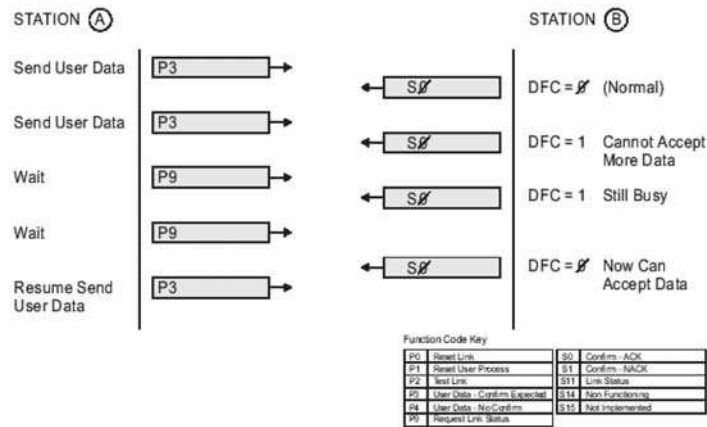 STATION A
STATION B
Send User Data
P3
S0
DFC = 0 (Normal)
Send User Data
P3
S0
DFC = 1 Cannot Accept
More Data
Wait
P9
S0
DFC = 1 Still Busy
Wait
P9
S0
DFC = 0 Now Can
Accept Data
Resume Send
User Data
P3
Function Code Key
P0 Reset Link S0 Confirm - ACK
P1 Reset User Process S1 Confirm - NACK
P2 Test Link S11 Link Status
P3 User Data - Confirm Expected S14 Non Functioning
P4 User Data - No Confirm S15 Not Implemented
P9 Request Link Status